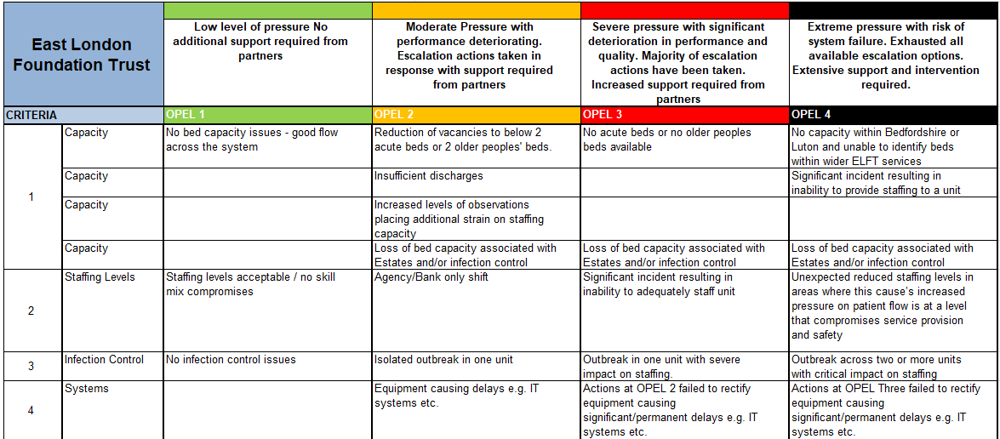 East London
Foundation Trust
Low level of pressure No
additional support required from
partners
Moderate Pressure with
performance deteriorating.
Escalation actions taken in
response with support required
from partners
Severe pressure with significant
deterioration in performance and
quality. Majority of escalation
actions have been taken.
Increased support required from
partners
Extreme pressure with risk of
system failure. Exhausted all
available escalation options.
Extensive support and intervention
required.
CRITERIA
OPEL 1
OPEL 2
OPEL 3
OPEL 4
1
Capacity
No bed capacity issues - good flow
across the system
Reduction of vacancies to below 2
acute beds or 2 older peoples' beds.
No acute beds or no older peoples
beds available
No capacity within Bedfordshire or
Luton and unable to identify beds
within wider ELFT services
Capacity
Insufficient discharges
Significant incident resulting in
inability to provide staffing to a unit
Capacity
Increased levels of observations
placing additional strain on staffing
capacity
Capacity
Loss of bed capacity associated with
Estates and/or infection control
Loss of bed capacity associated with
Estates and/or infection control
Loss of bed capacity associated with
Estates and/or infection control
2
Staffing Levels
Staffing levels acceptable / no skill
mix compromises
Agency/Bank only shift
Significant incident resulting in
inability to adequately staff unit
Unexpected reduced staffing levels in
areas where this cause's increased
pressure on patient flow is at a level
that compromises service provision
and safety
3
Infection Control
No infection control issues
Isolated outbreak in one unit
Outbreak in one unit with severe
impact on staffing.
Outbreak across two or more units
with critical impact on staffing
4
Systems
Equipment causing delays e.g. IT
systems etc.
Actions at OPEL 2 failed to rectify
equipment causing
significant/permanent delays e.g. IT
systems etc.
Actions at OPEL Three failed to rectify
equipment causing
significant/permanent delays e.g. IT
systems etc.